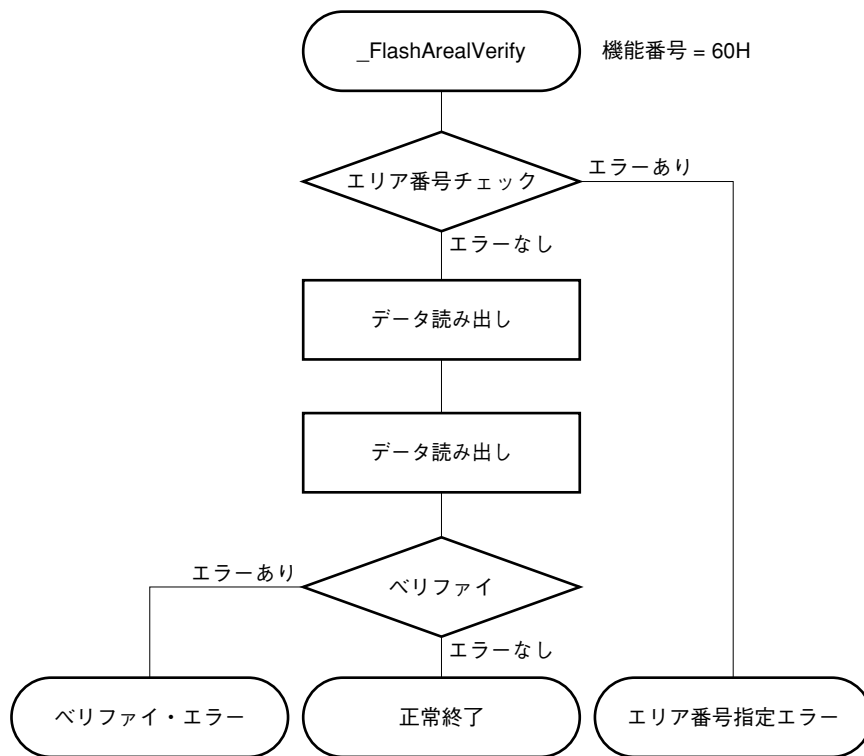 _FlashArealVerify
機能番号 = 60H
エリア番号チェック
エラーあり
エラーなし
データ読み出し
データ読み出し
エラーあり
ベリファイ
エラーなし
ベリファイ・エラー
正常終了
エリア番号指定エラー